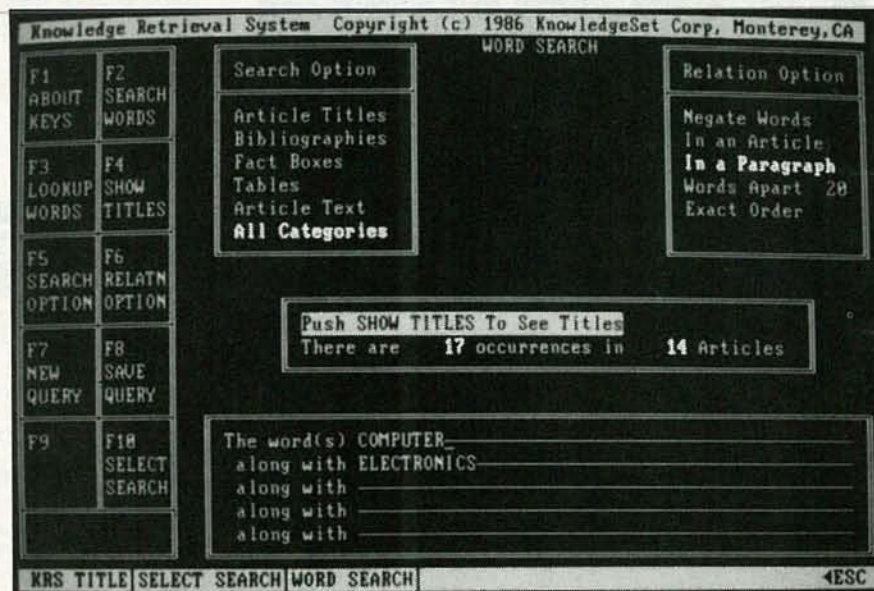 Knowledge Retrieval System Copyright (c) 1986 KnowledgeSet Corp, Monterey,CA
WORD SEARCH
F1 ABOUT KEYS
F2 SEARCH WORDS
F3 LOOKUP WORDS
F4 SHOW TITLES
F5 SEARCH OPTION
F6 RELATN OPTION
F7 NEW QUERY
F8 SAVE QUERY
F9
F10 SELECT SEARCH
Search Option
Article Titles
Bibliographies
Fact Boxes
Tables
Article Text
All Categories
Relation Option
Negate Words
In an Article
In a Paragraph
Words Apart 20
Exact Order
Push SHOW TITLES To See Titles
There are 17 occurrences in 14 Articles
The word(s) COMPUTER_
along with ELECTRONICS
along with
along with
along with
KRS TITLE SELECT SEARCH WORD SEARCH ◄ESC